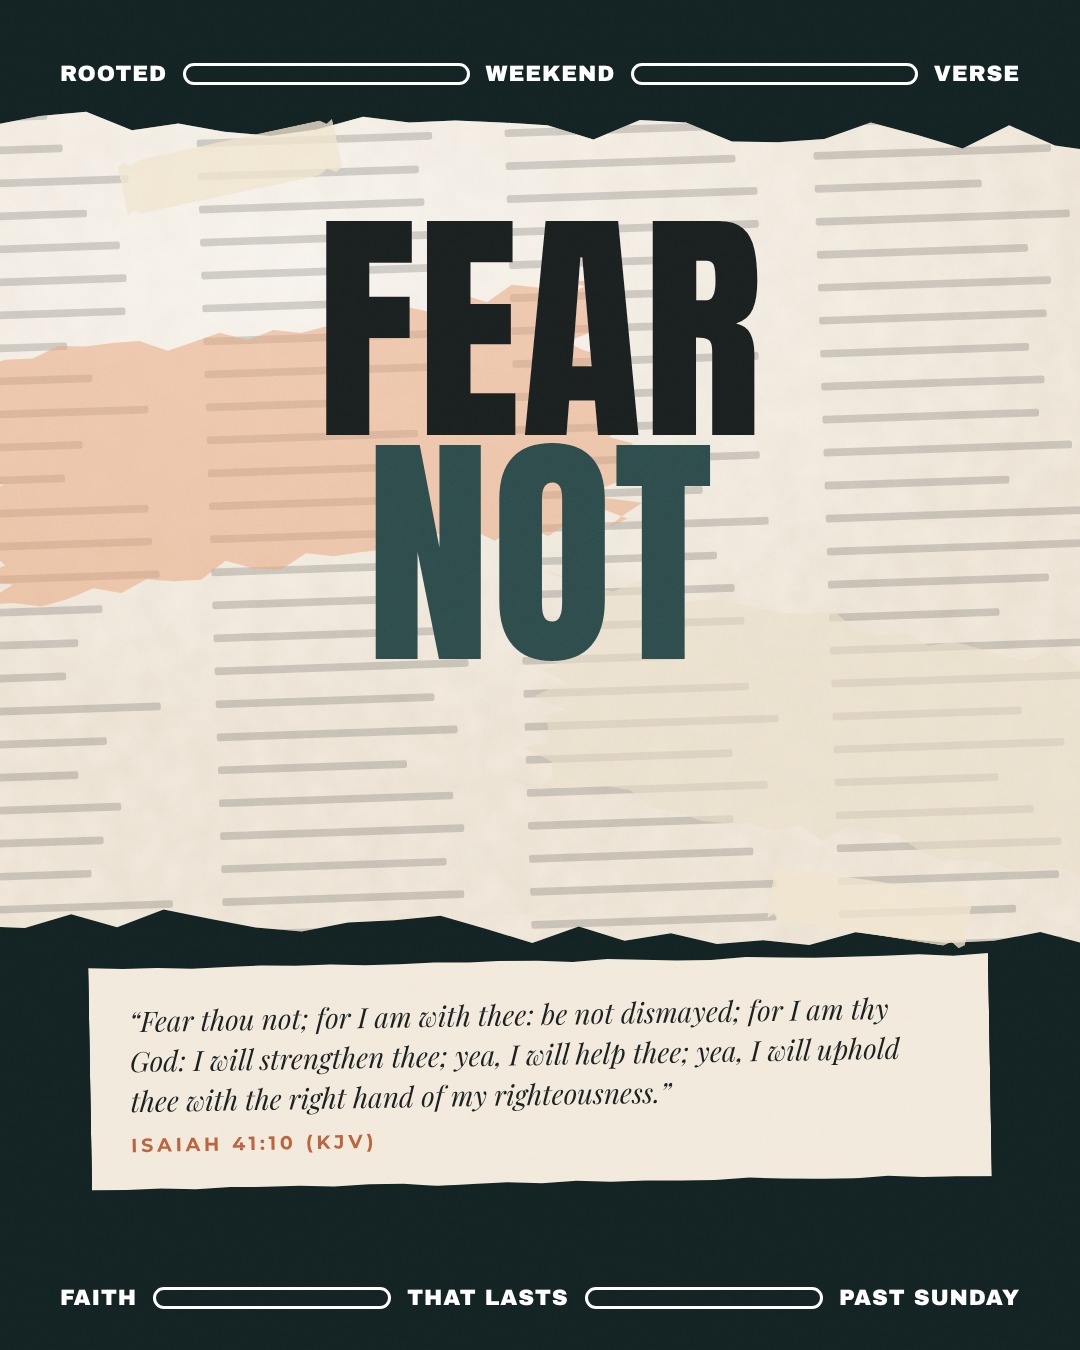 ROOTED WEEKEND VERSE
FEAR
NOT
“Fear thou not; for I am with thee: be not dismayed; for I am thy
God: I will strengthen thee; yea, I will help thee; yea, I will uphold
thee with the right hand of my righteousness.”
ISAIAH 41:10 (KJV)
FAITH THAT LASTS PAST SUNDAY